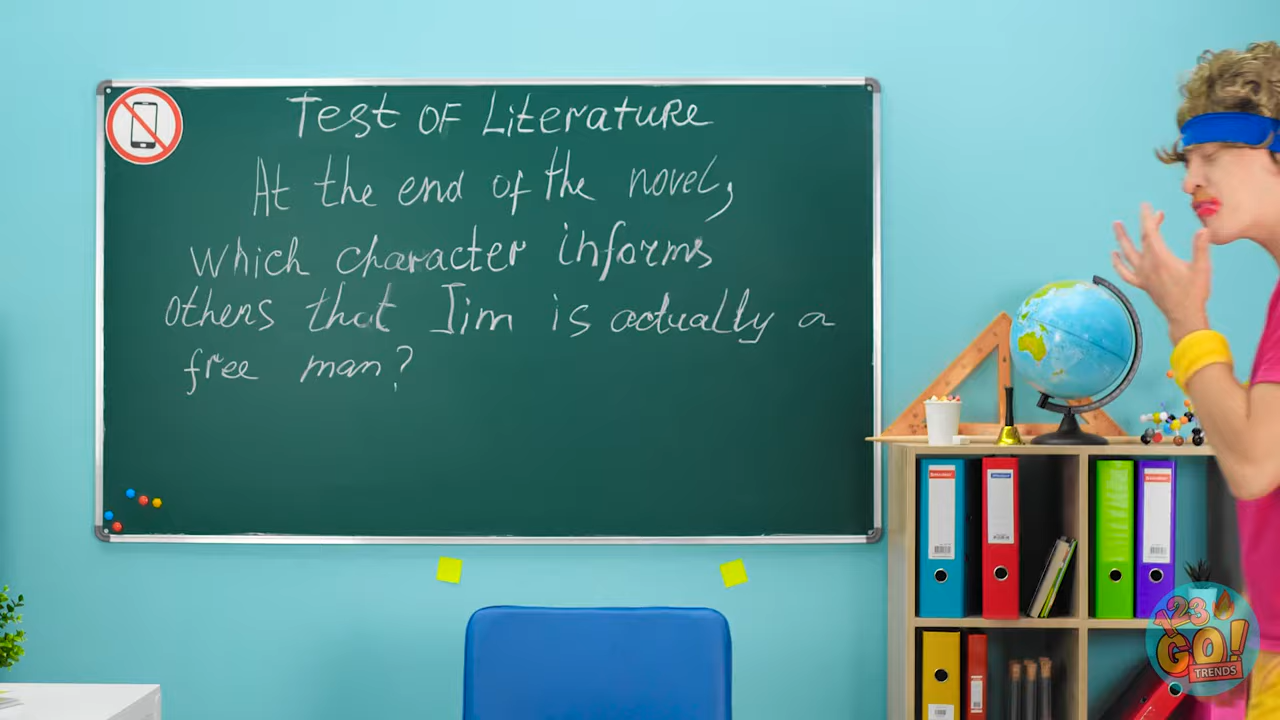 Test of Literature
At the end of the novel,
which character informs
others that Jim is actually a
free man?
123
GO!
TRENDS